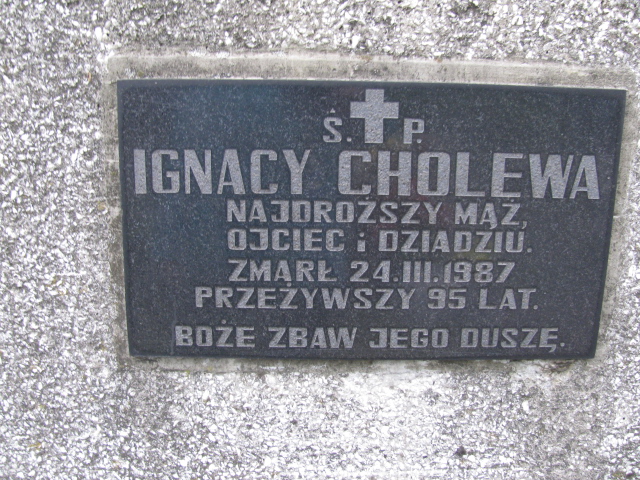 Ś. P.
IGNACY CHOLEWA
NAJDROŻSZY MĄŻ,
OJCIEC i DZIADZIU.
ZMARŁ 24.III.1987
PRZEŻYWSZY 95 LAT.
BOŻE ZBAW JEGO DUSZĘ.